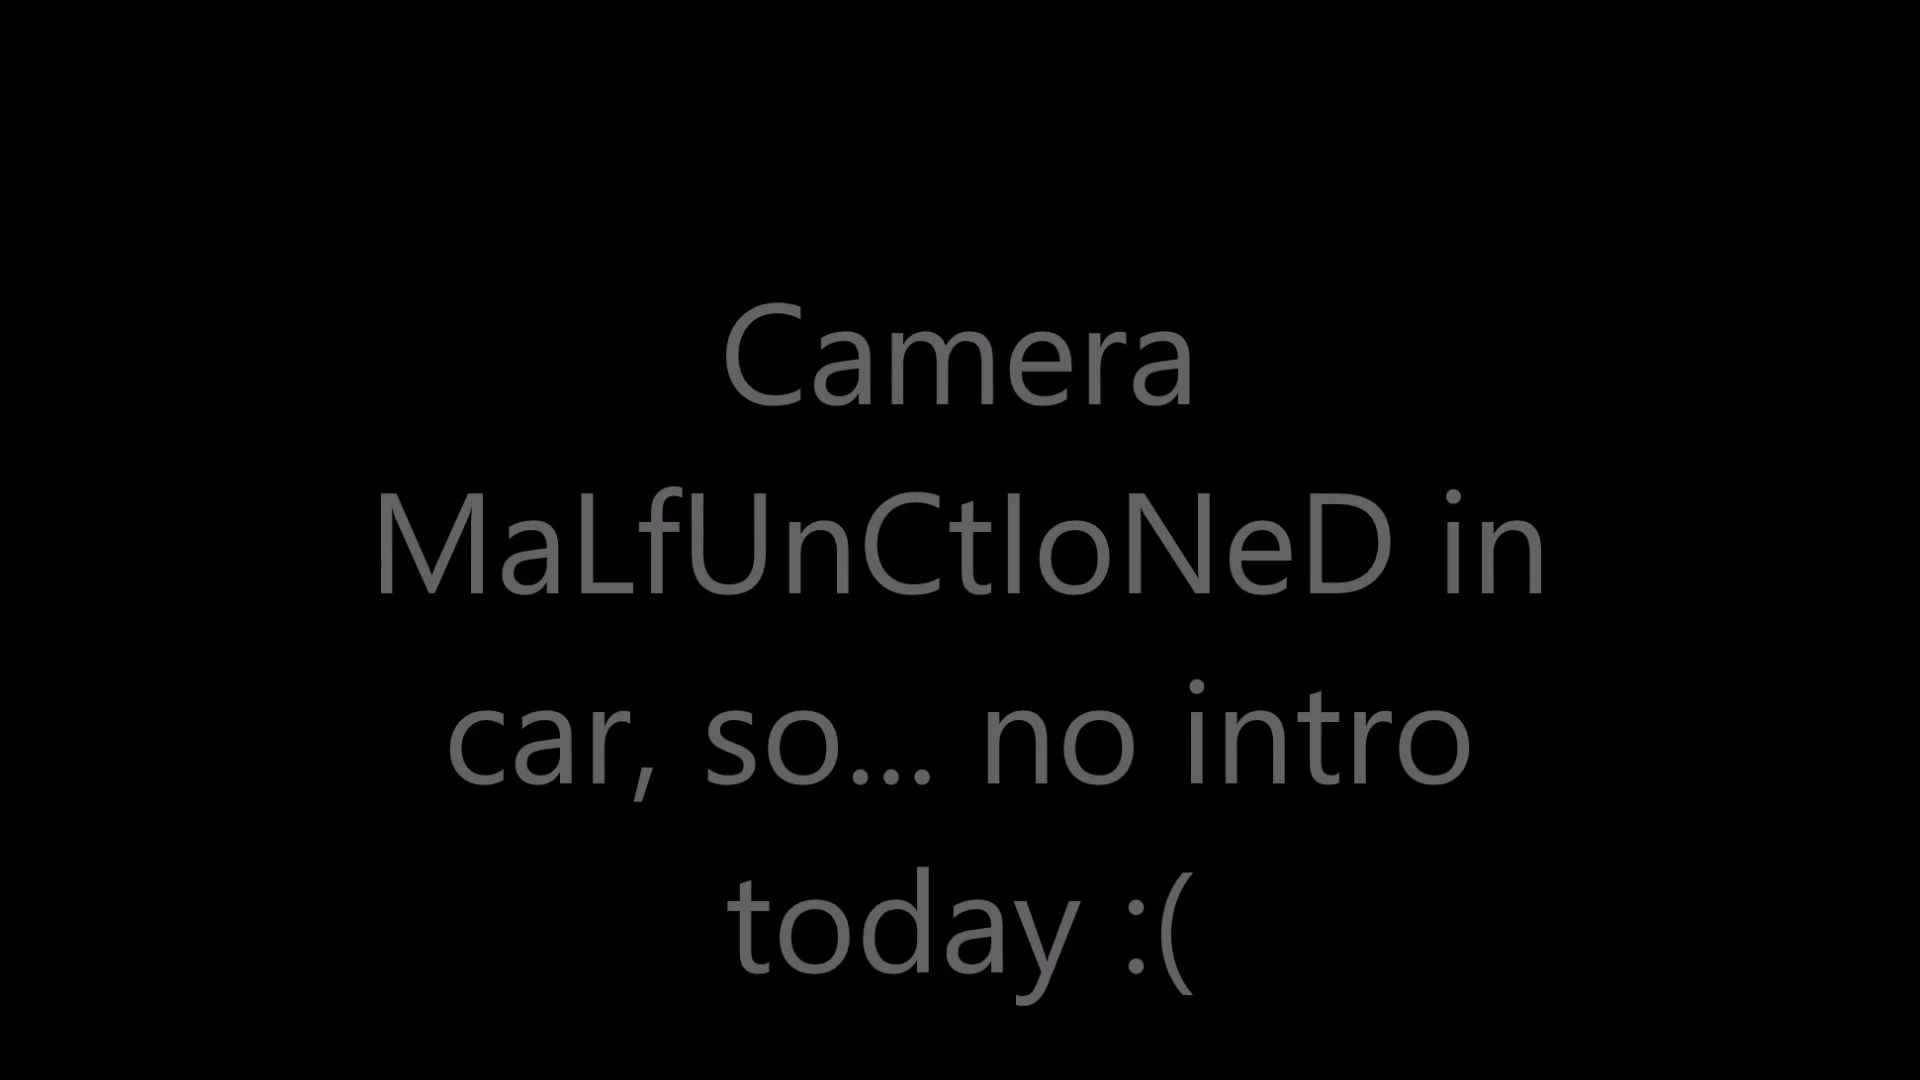 Camera
MaLfUnCtIoNeD in
car, so... no intro
today :(